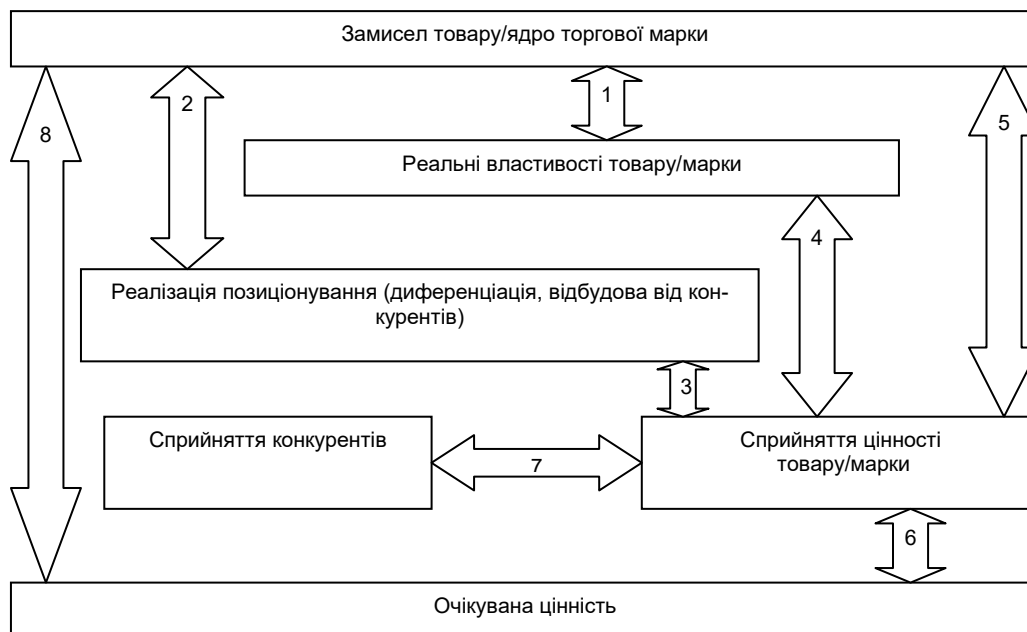 Замисел товару/ядро торгової марки
1
2
5
8
Реальні властивості товару/марки
4
Реалізація позиціонування (диференціація, відбудова від кон-
курентів)
3
Сприйняття конкурентів
7
Сприйняття цінності
товару/марки
6
Очікувана цінність